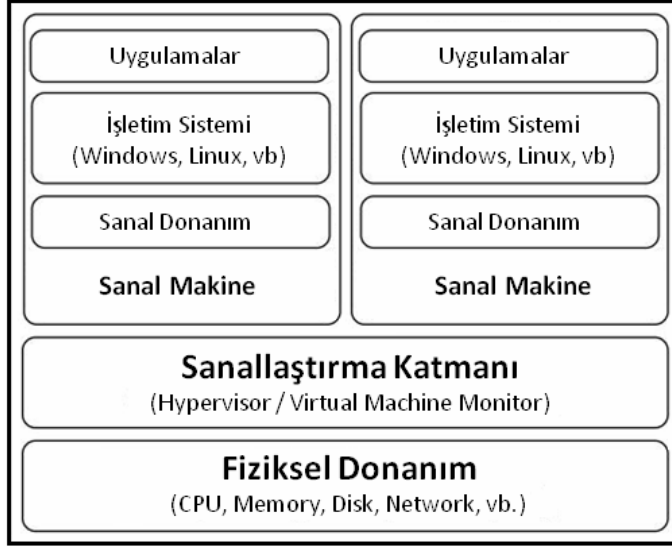 Uygulamalar
İşletim Sistemi
(Windows, Linux, vb)
Sanal Donanım
Sanal Makine
Uygulamalar
İşletim Sistemi
(Windows, Linux, vb)
Sanal Donanım
Sanal Makine
Sanallaştırma Katmanı
(Hypervisor / Virtual Machine Monitor)
Fiziksel Donanım
(CPU, Memory, Disk, Network, vb.)